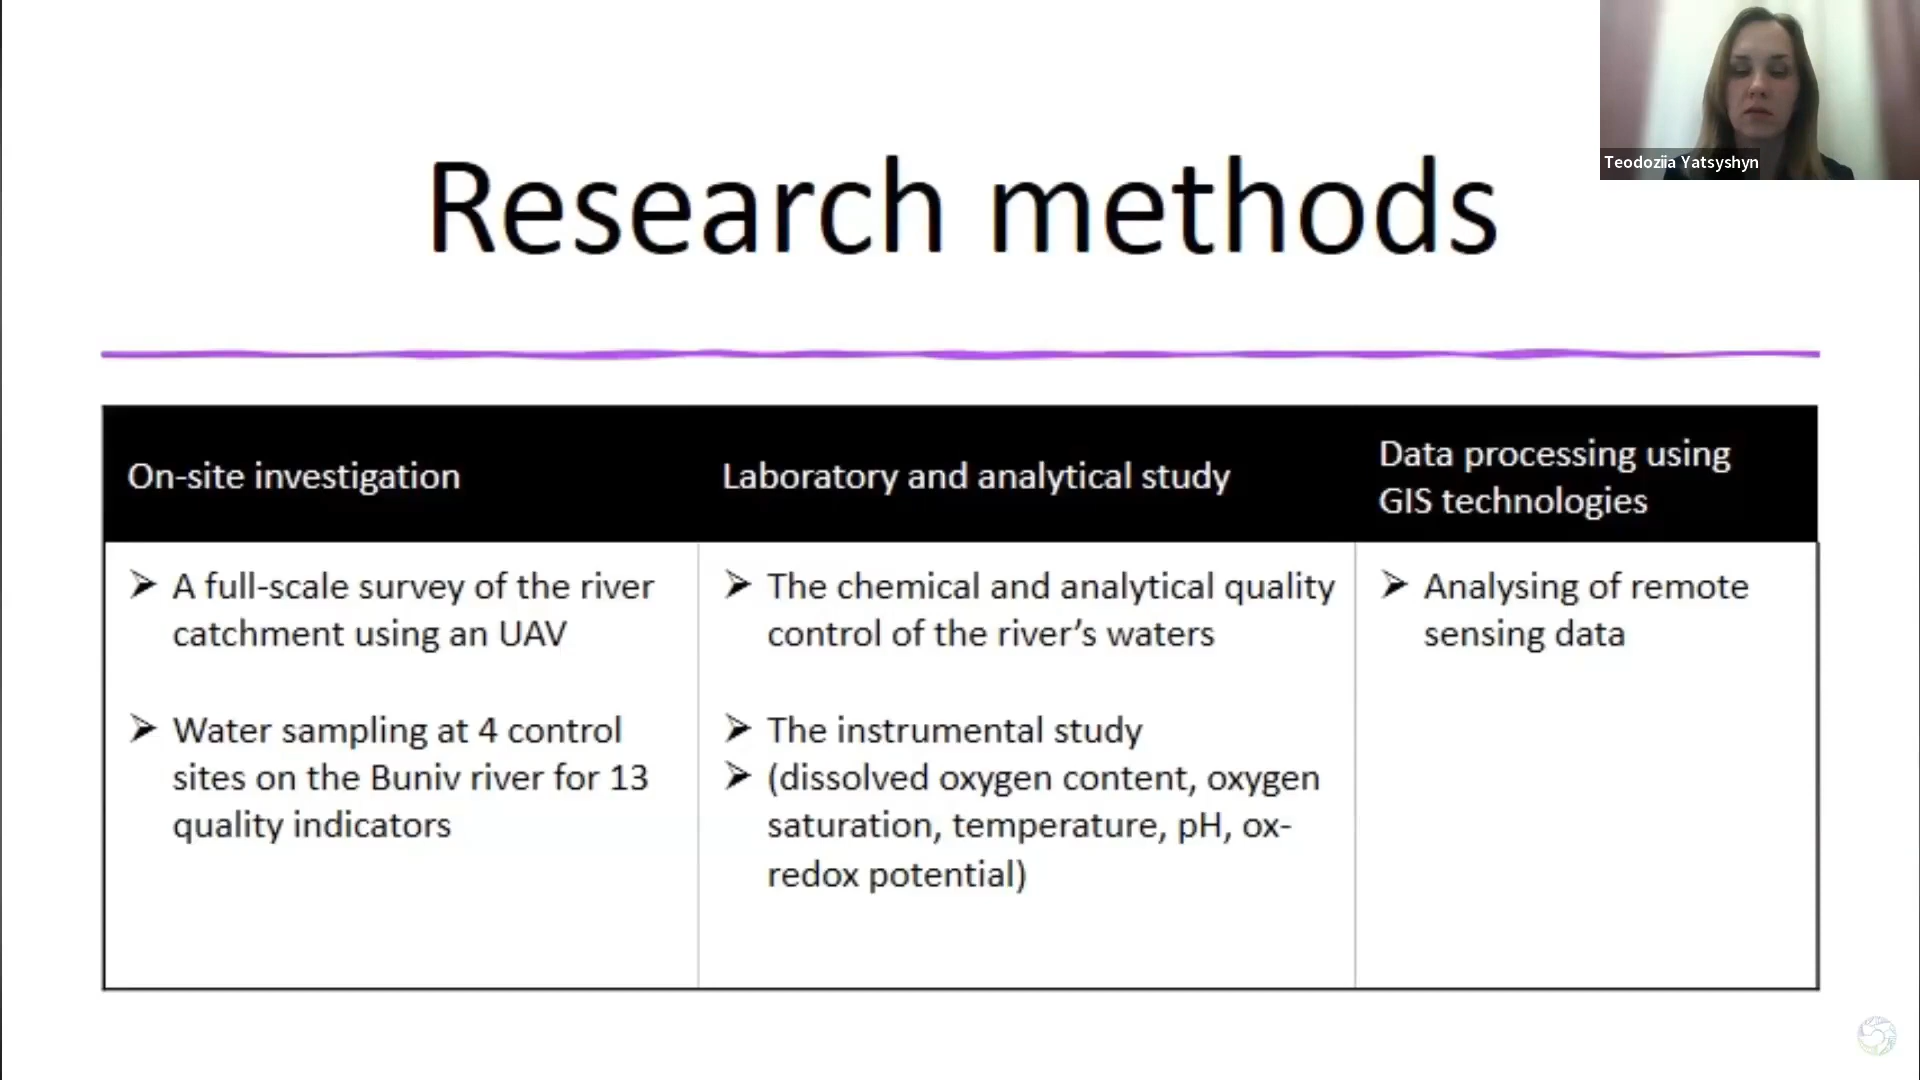 Teodoziia Yatsyshyn
Research methods
On-site investigation
Laboratory and analytical study
Data processing using
GIS technologies
➢ A full-scale survey of the river
catchment using an UAV
➢ Water sampling at 4 control
sites on the Buniv river for 13
quality indicators
➢ The chemical and analytical quality
control of the river’s waters
➢ The instrumental study
➢ (dissolved oxygen content, oxygen
saturation, temperature, pH, ox-
redox potential)
➢ Analysing of remote
sensing data